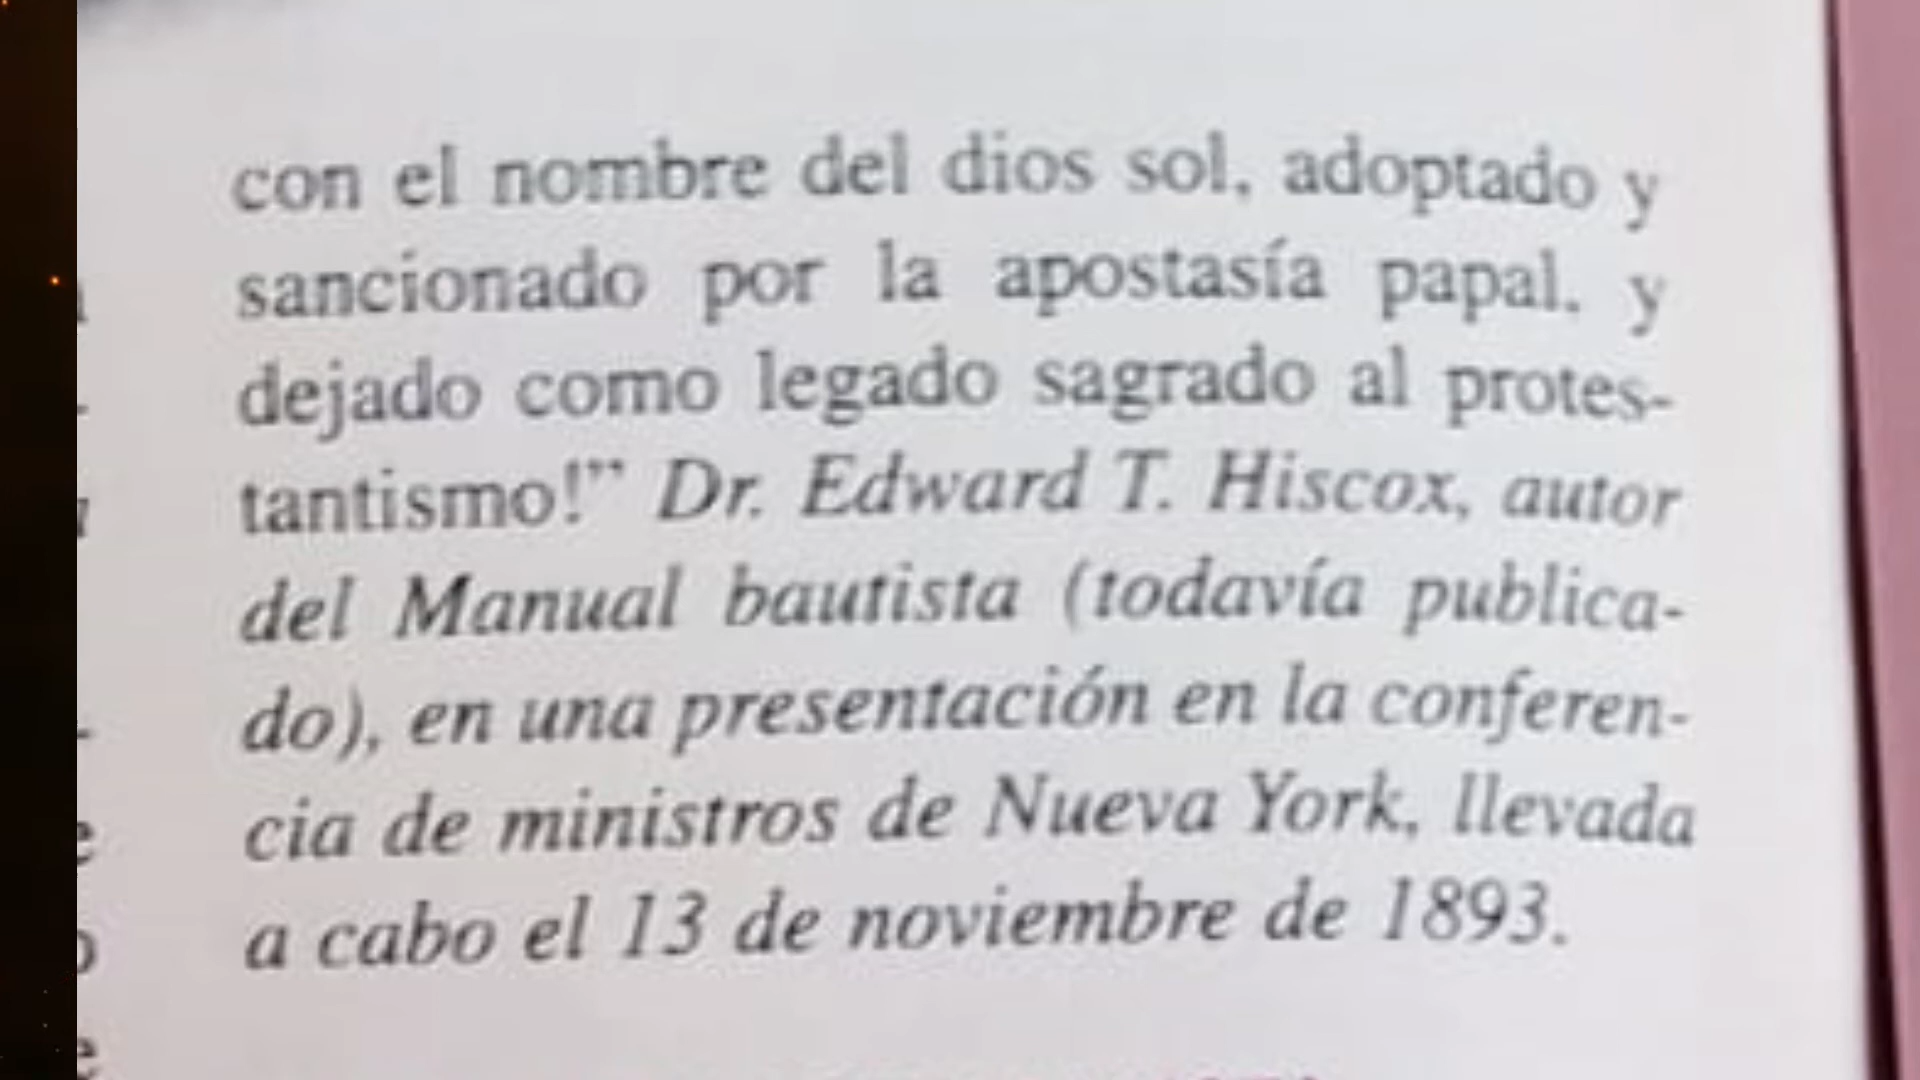 con el nombre del dios sol, adoptado y
sancionado por la apostasía papal, y
dejado como legado sagrado al protes-
tantismo!” Dr. Edward T. Hiscox, autor
del Manual bautista (todavía publica-
do), en una presentación en la conferen-
cia de ministros de Nueva York, llevada
a cabo el 13 de noviembre de 1893.